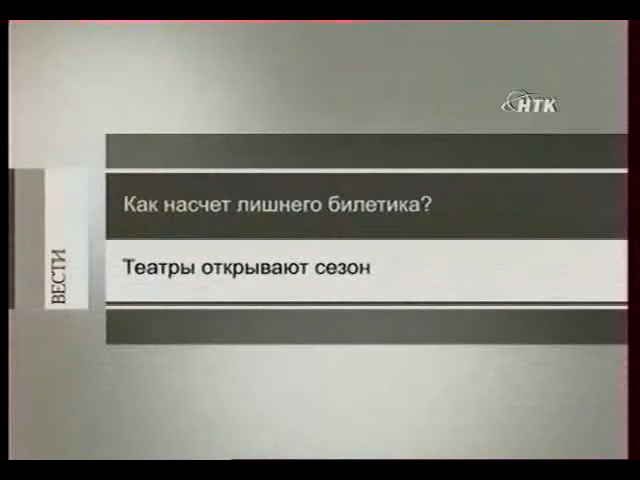 НТК
Как насчет лишнего билетика?
Театры открывают сезон
ВЕСТИ